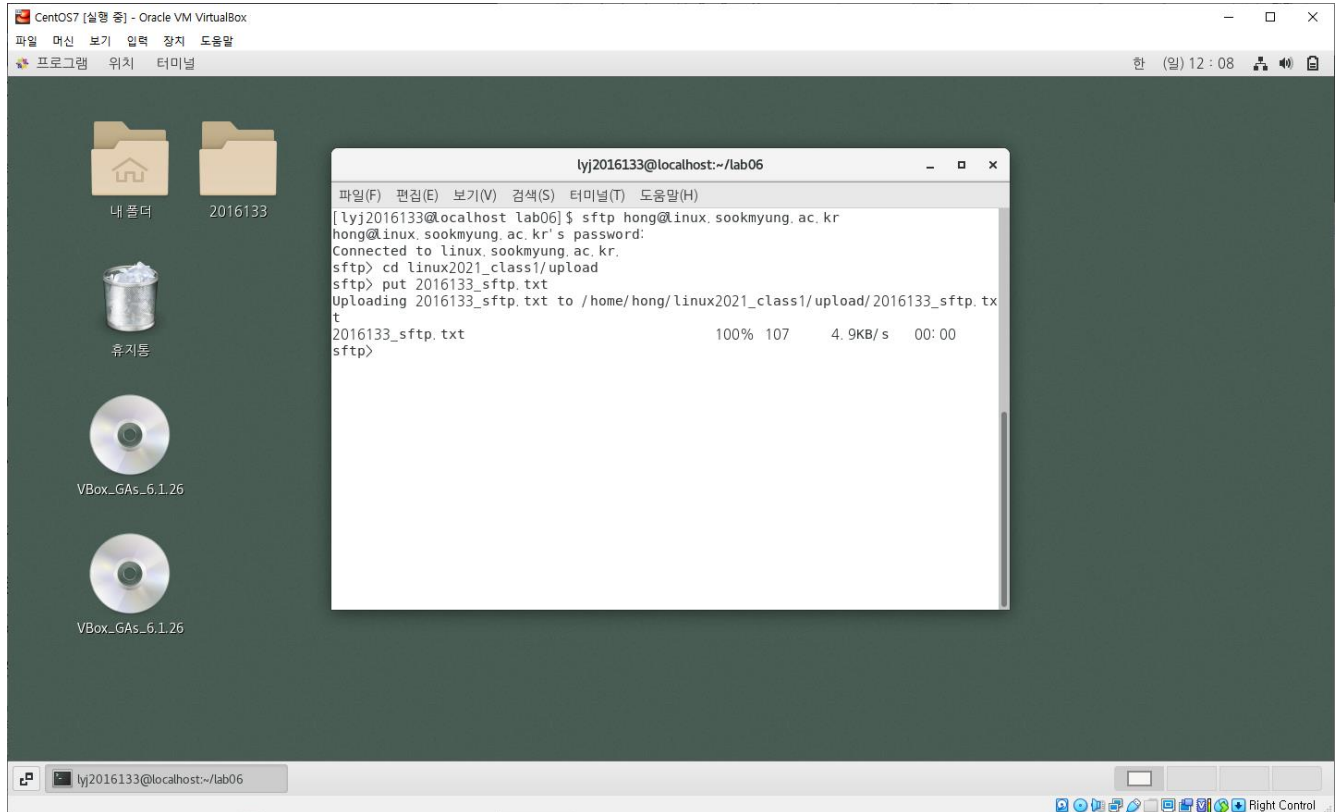 CentOS7 [실행 중] - Oracle VM VirtualBox
파일 머신 보기 입력 장치 도움말
프로그램 위치 터미널
한 (일) 12 : 08
내 폴더
2016133
휴지통
VBox_GAs_6.1.26
VBox_GAs_6.1.26
lyj2016133@localhost:~/lab06
파일(F) 편집(E) 보기(V) 검색(S) 터미널(T) 도움말(H)
[lyj2016133@localhost lab06]$ sftp hong@linux.sookmyung.ac.kr
hong@linux.sookmyung.ac.kr's password:
Connected to linux.sookmyung.ac.kr.
sftp> cd linux2021_class1/upload
sftp> put 2016133_sftp.txt
Uploading 2016133_sftp.txt to /home/hong/linux2021_class1/upload/2016133_sftp.tx
t
2016133_sftp.txt 100% 107 4.9KB/s 00:00
sftp>
lyj2016133@localhost:~/lab06
Right Control